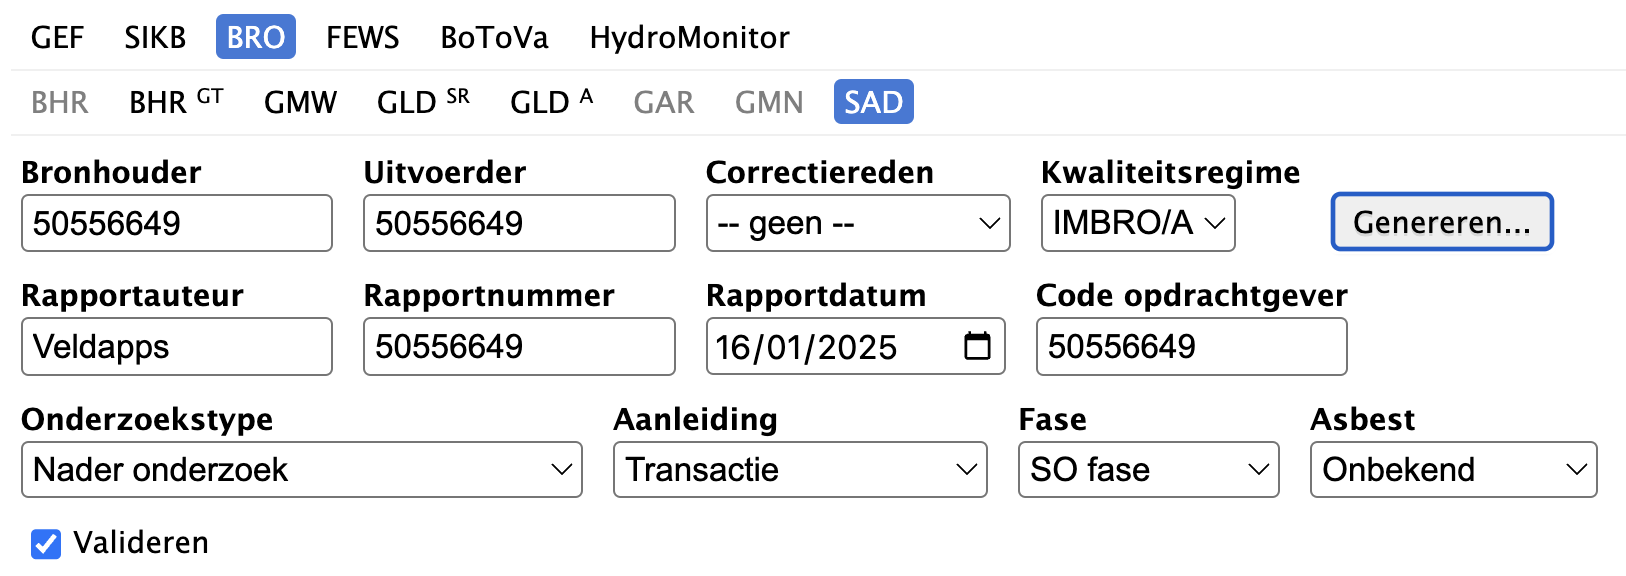 GEF SIKB BRO FEWS BoToVa HydroMonitor
BHR BHR GT GMW GLD SR GLD A GAR GMN SAD
Bronhouder Uitvoerder Correctiereden Kwaliteitsregime
50556649 50556649 -- geen -- IMBRO/A Genereren...
Rapportauteur Rapportnummer Rapportdatum Code opdrachtgever
Veldapps 50556649 16/01/2025 50556649
Onderzoekstype Aanleiding Fase Asbest
Nader onderzoek Transactie SO fase Onbekend
Valideren